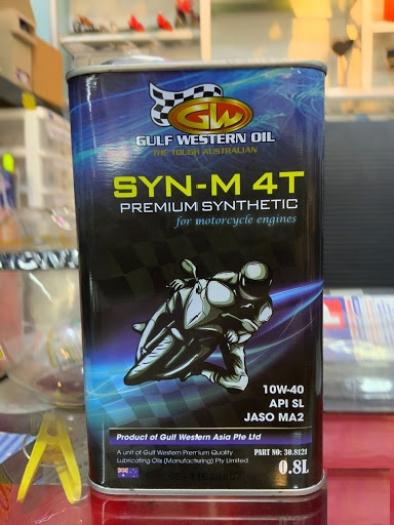 GW
GULF WESTERN OIL
THE TOUGH AUSTRALIAN
SYN-M 4T
PREMIUM SYNTHETIC
for motorcycle engines
10W-40
API SL
JASO MA2
Product of Gulf Western Asia Pte Ltd
A unit of Gulf Western Premium Quality
Lubricating Oils (Manufacturing) Pty Limited
PART NO: 30.8121
0.8L
A